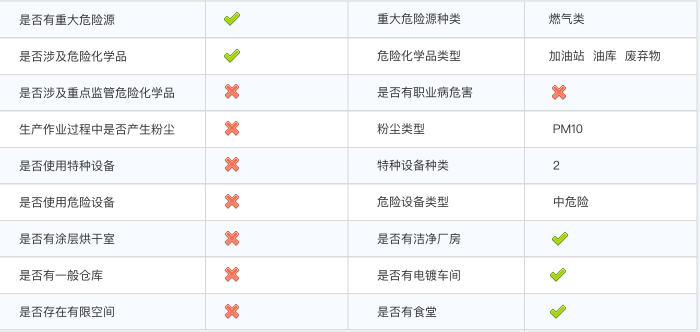 是否有重大危险源 重大危险源种类 燃气类
是否涉及危险化学品 危险化学品类型 加油站 油库 废弃物
是否涉及重点监管危险化学品 是否有职业病危害
生产作业过程中是否产生粉尘 粉尘类型 PM10
是否使用特种设备 特种设备种类 2
是否使用危险设备 危险设备类型 中危险
是否有涂层烘干室 是否有洁净厂房
是否有一般仓库 是否有电镀车间
是否存在有限空间 是否有食堂